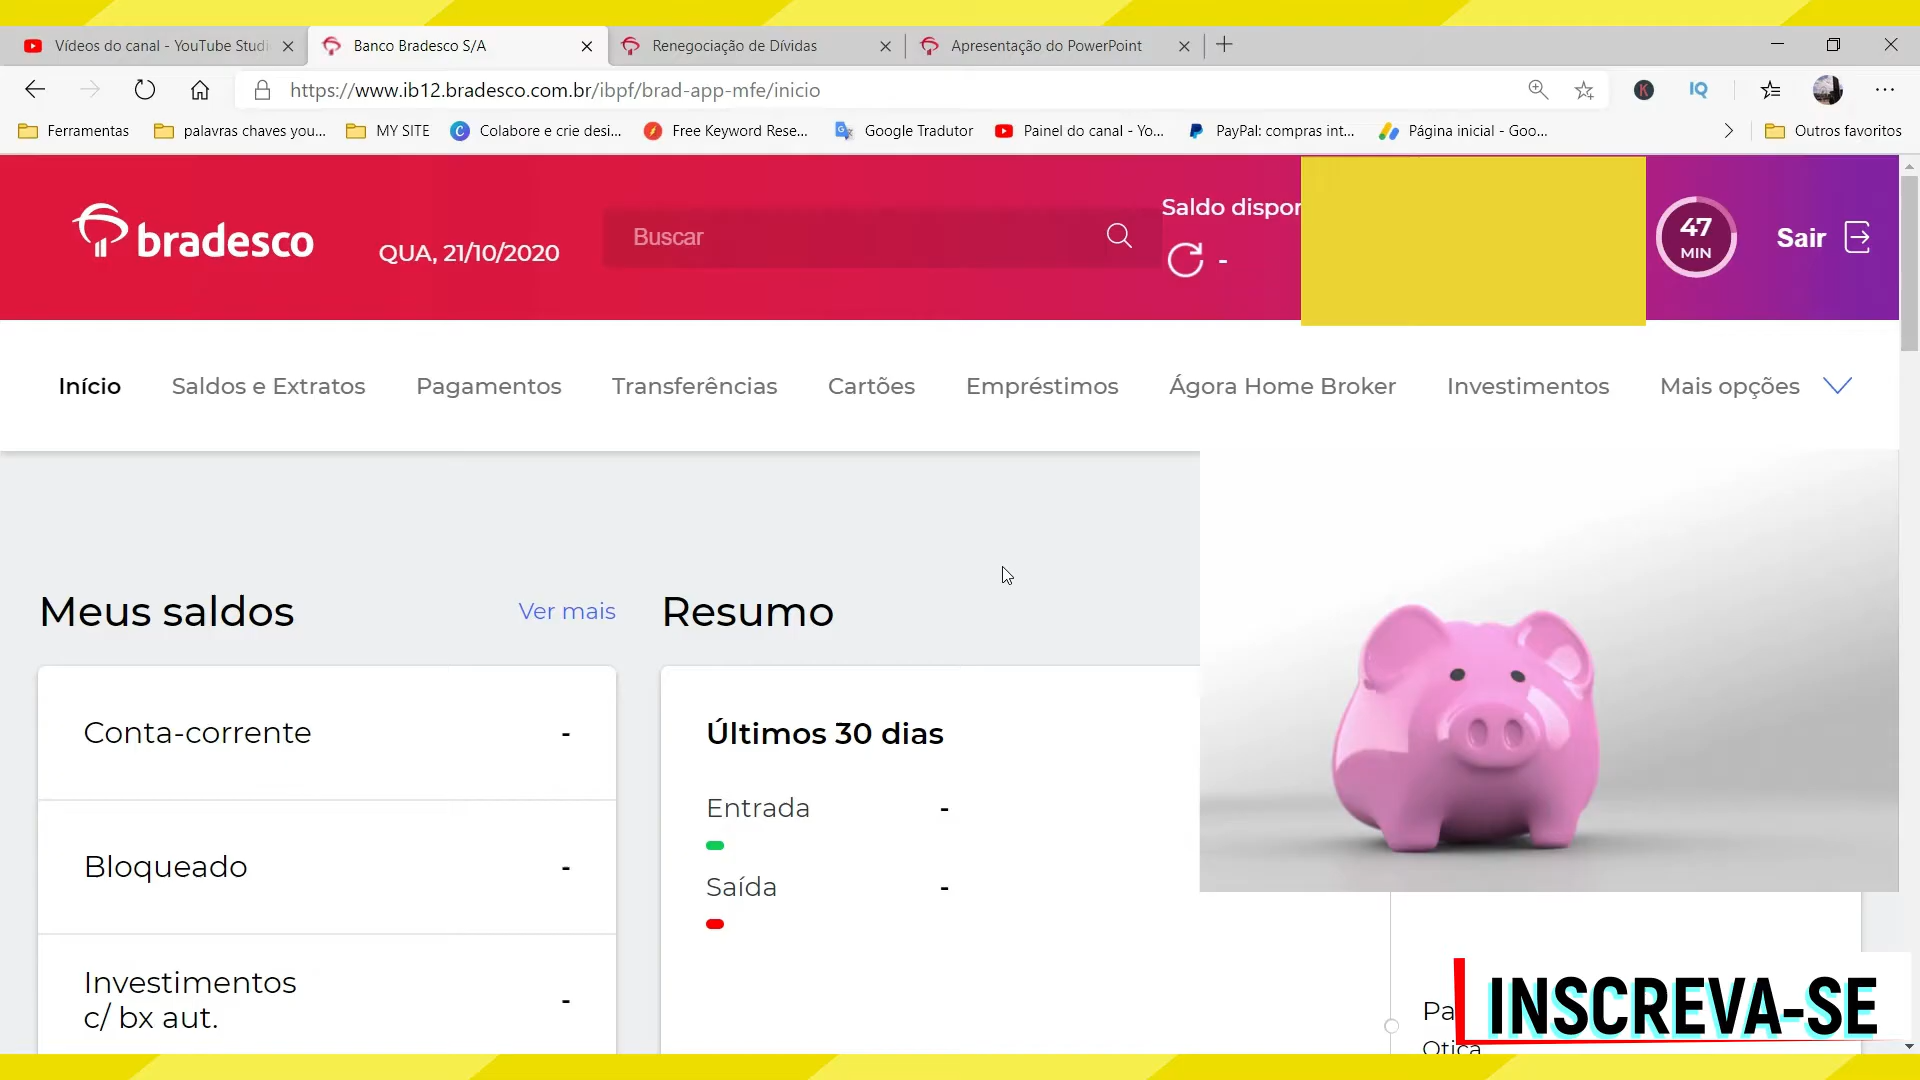 Vídeos do canal - YouTube Studi
Banco Bradesco S/A
Renegociação de Dívidas
Apresentação do PowerPoint
https://www.ib12.bradesco.com.br/ibpf/brad-app-mfe/inicio
K
IQ
Ferramentas
palavras chaves you...
MY SITE
C
Colabore e crie desi...
Free Keyword Rese...
Google Tradutor
Painel do canal - Yo...
PayPal: compras int...
Página inicial - Goo...
Outros favoritos
bradesco
QUA, 21/10/2020
Buscar
Saldo dispor
-
47
MIN
Sair
Início
Saldos e Extratos
Pagamentos
Transferências
Cartões
Empréstimos
Ágora Home Broker
Investimentos
Mais opções
Meus saldos
Ver mais
Resumo
Conta-corrente -
Bloqueado -
Investimentos
c/ bx aut. -
Últimos 30 dias
Entrada -
Saída -
Pa
Otica
INSCREVA-SE